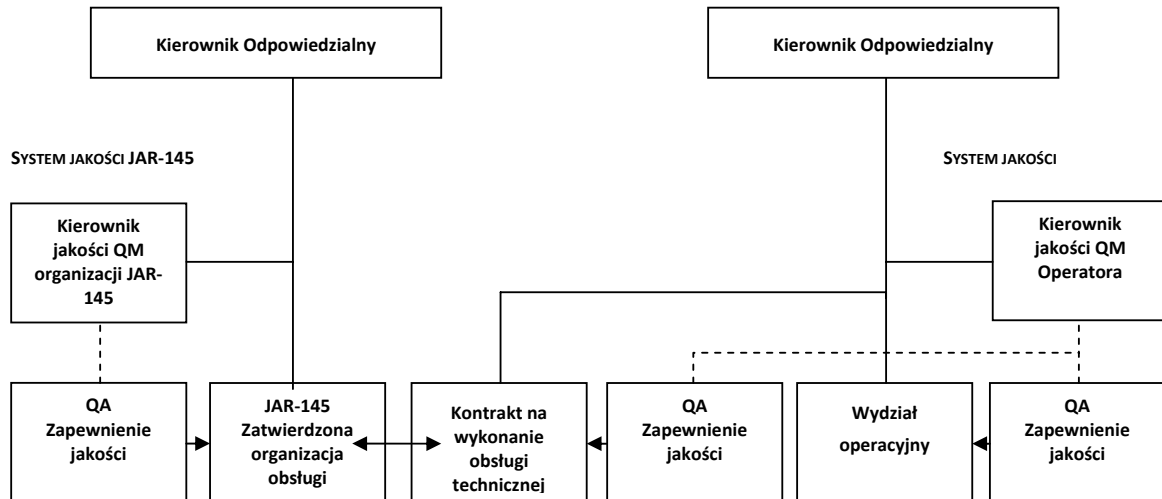 Kierownik Odpowiedzialny
Kierownik Odpowiedzialny
SYSTEM JAKOŚCI JAR-145
SYSTEM JAKOŚCI
Kierownik
jakości QM
organizacji JAR-
145
Kierownik
jakości QM
Operatora
QA
Zapewnienie
jakości
JAR-145
Zatwierdzona
organizacja
obsługi
Kontrakt na
wykonanie
obsługi
technicznej
QA
Zapewnienie
jakości
Wydział
operacyjny
QA
Zapewnienie
jakości